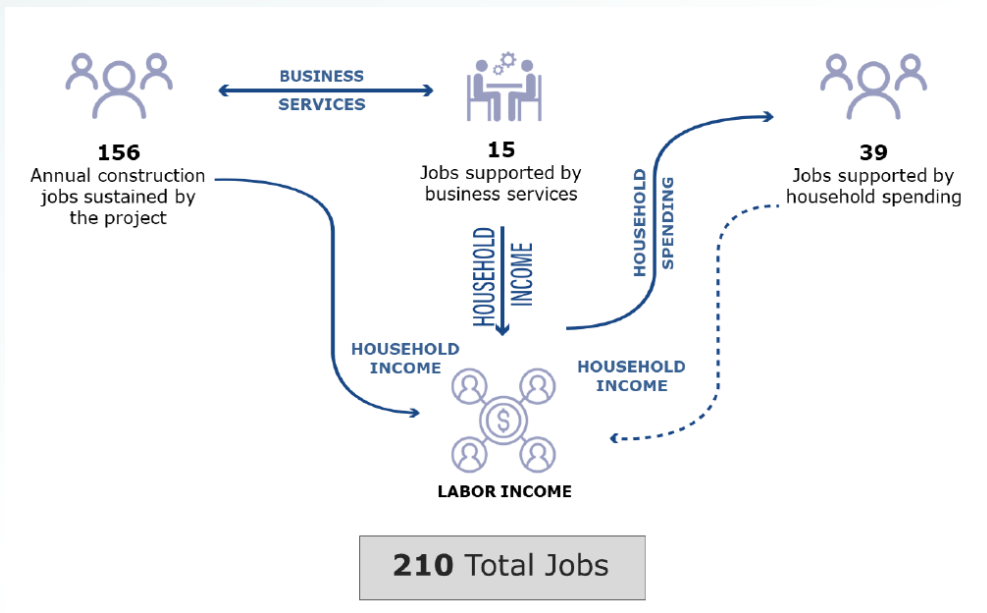 BUSINESS
SERVICES
156
Annual construction
jobs sustained by
the project
15
Jobs supported by
business services
39
Jobs supported by
household spending
HOUSEHOLD
INCOME
HOUSEHOLD
SPENDING
HOUSEHOLD
INCOME
HOUSEHOLD
INCOME
$
LABOR INCOME
210 Total Jobs